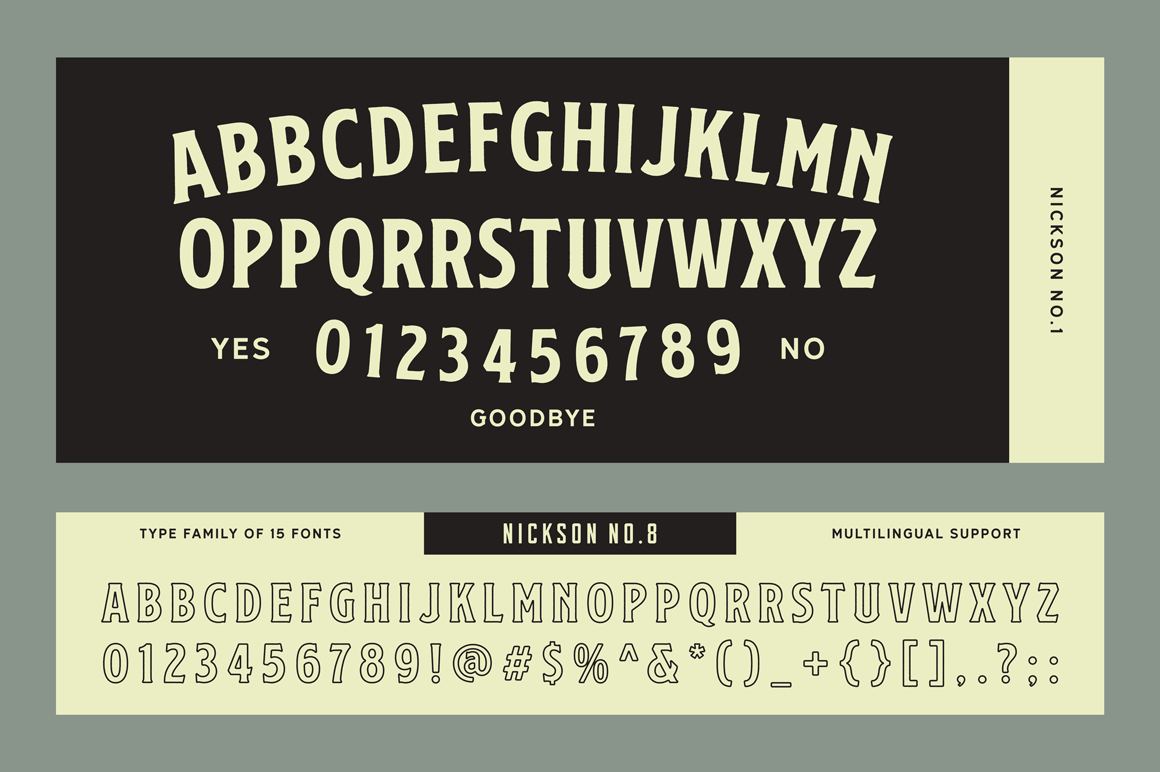 ABBCDEFGHIJKLMN
OPPQRRSTUVWXYZ
YES 0123456789 NO
GOODBYE
NICKSON NO.1
TYPE FAMILY OF 15 FONTS
NICKSON NO.8
MULTILINGUAL SUPPORT
ABBCDEFGHIJKLMNOPPQRRSTUVWXYZ
0123456789!@#$%^&*()_+{}[],.?;: